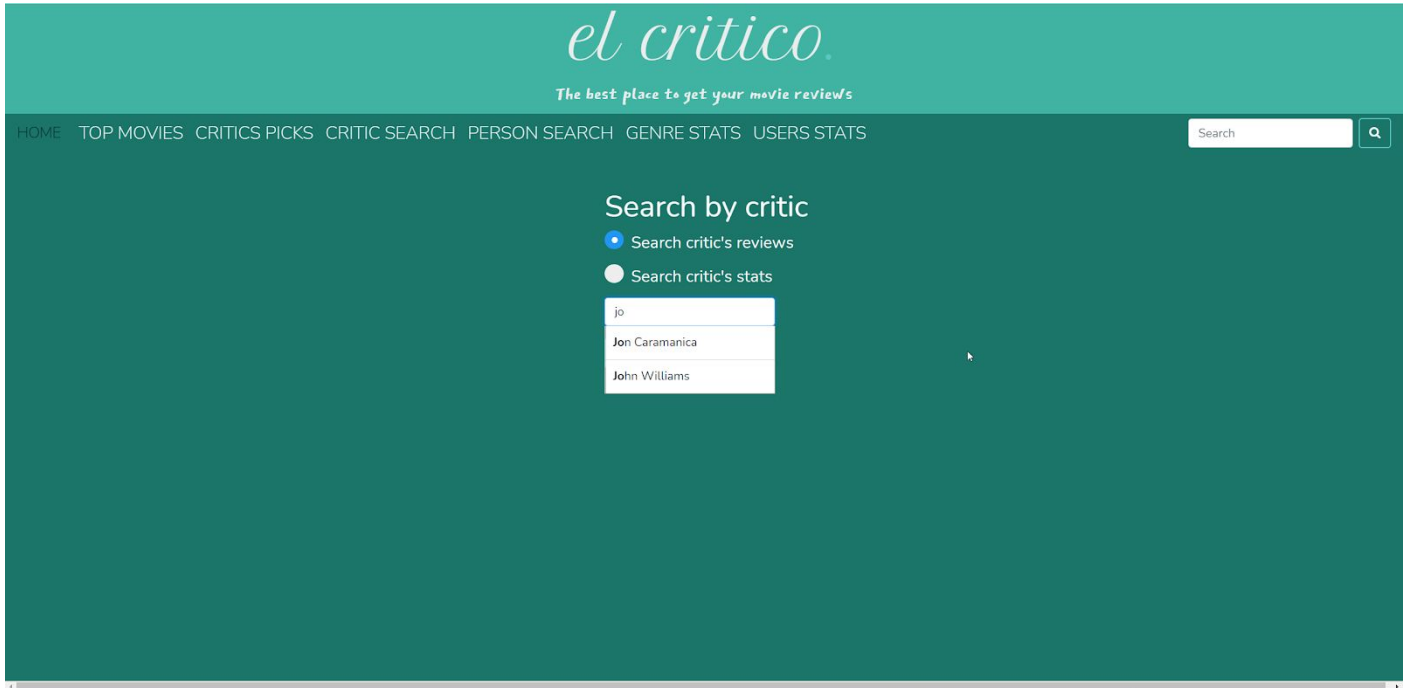 el critico.
The best place to get your movie reviews
HOME TOP MOVIES CRITICS PICKS CRITIC SEARCH PERSON SEARCH GENRE STATS USERS STATS Search
Search by critic
Search critic's reviews
Search critic's stats
jo
Jon Caramanica
John Williams